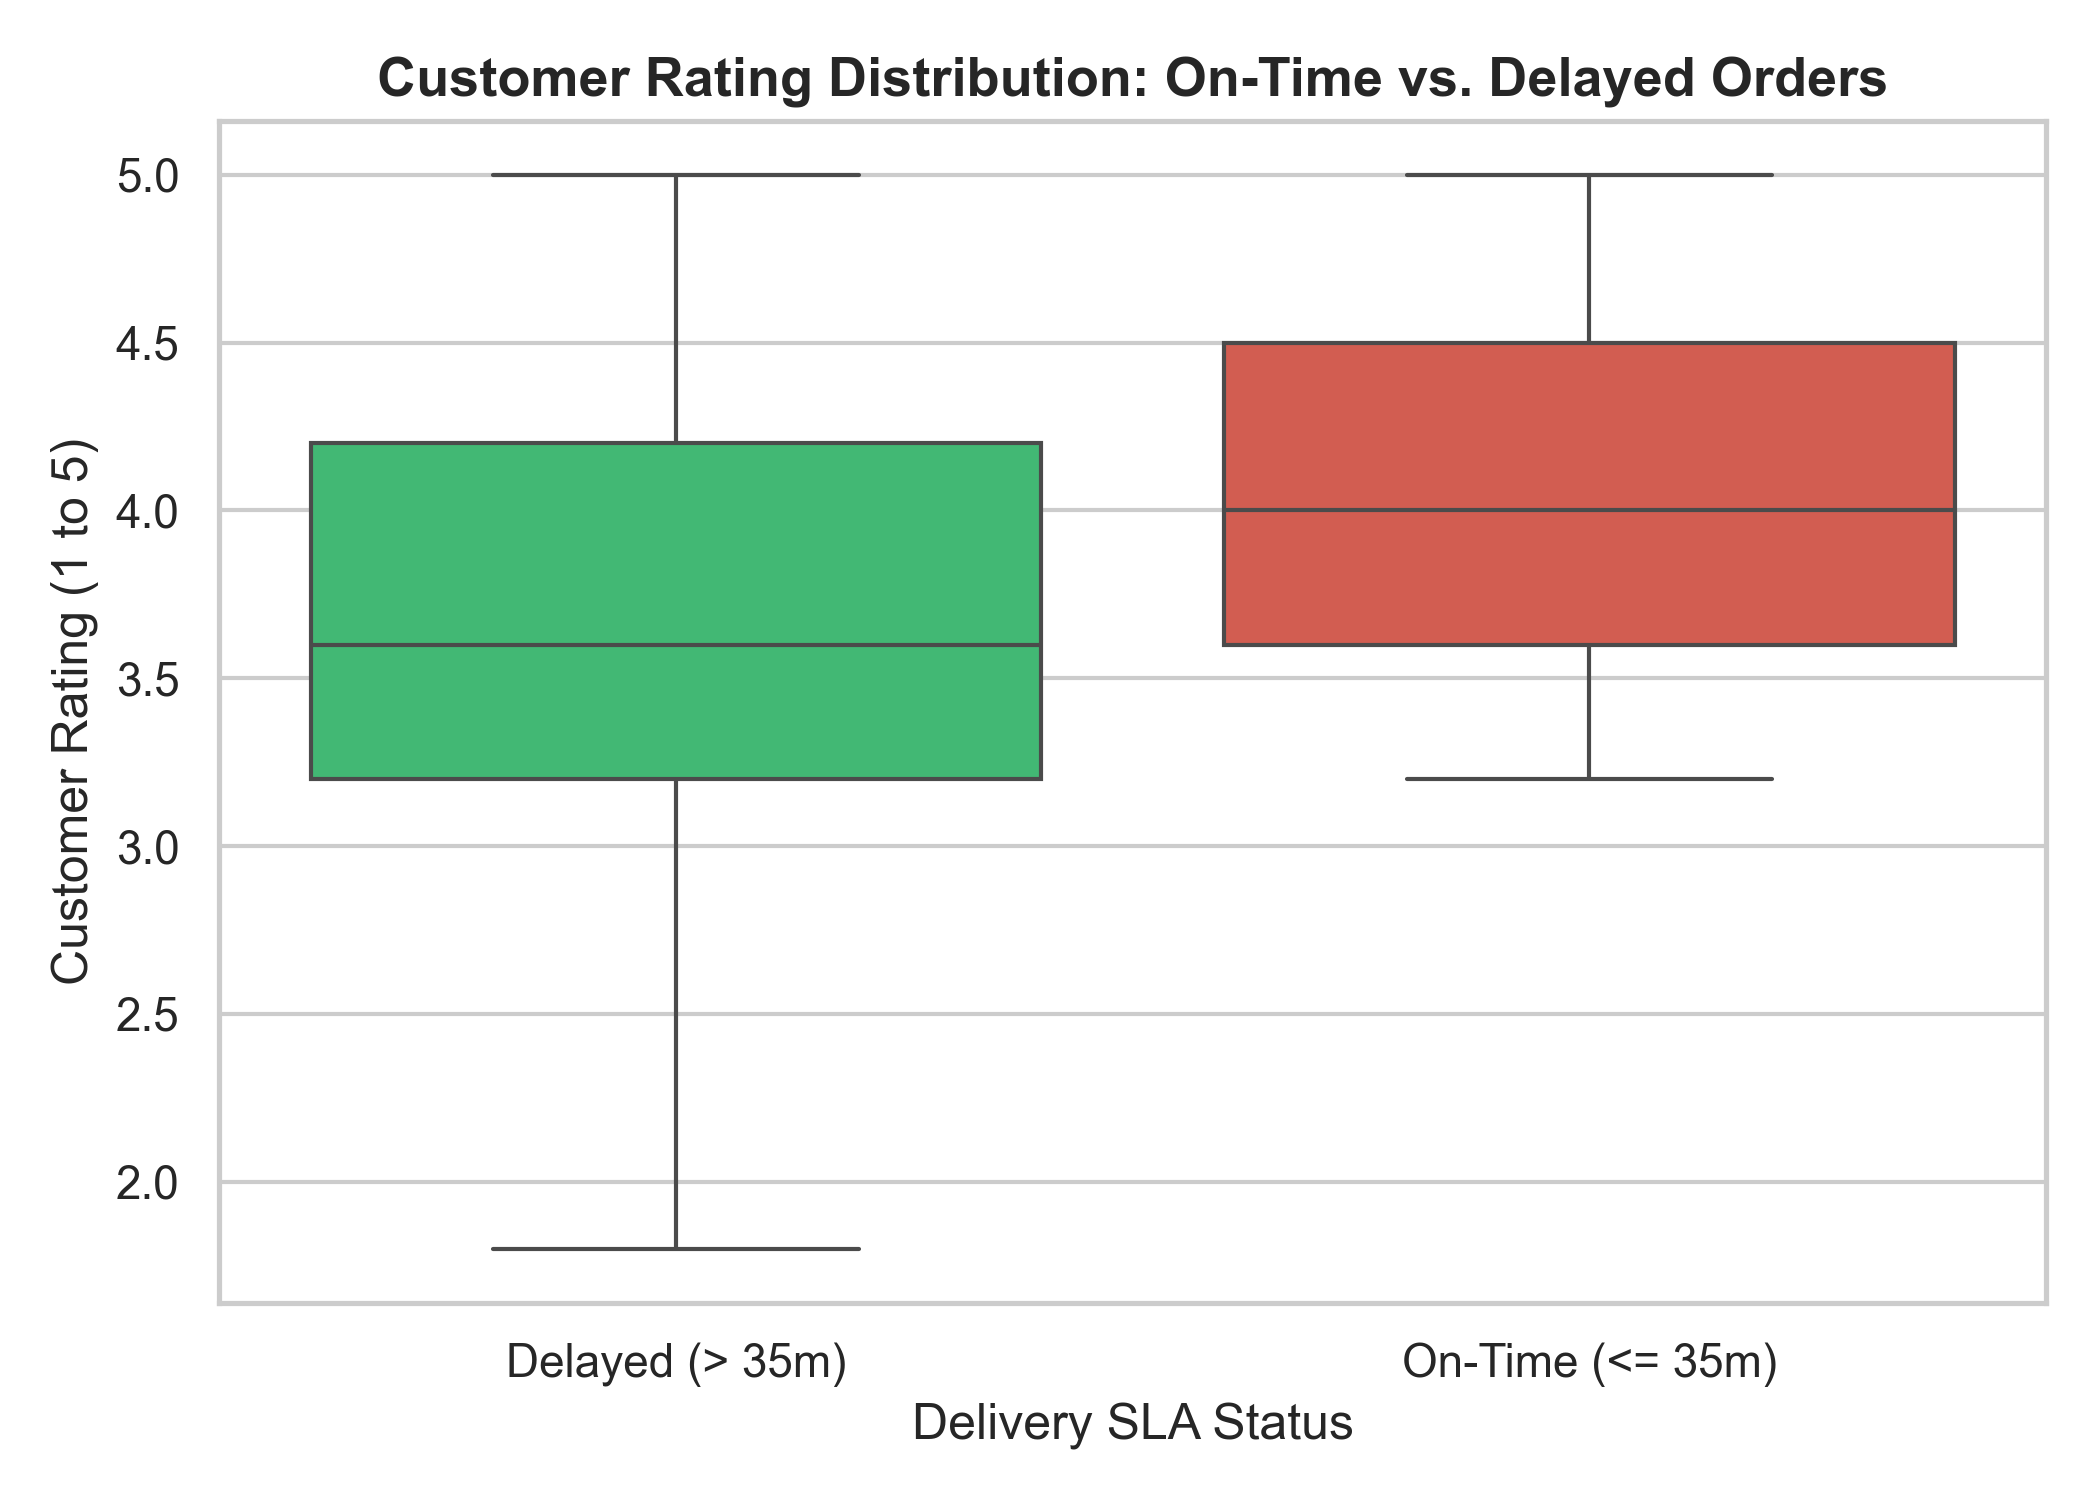 Customer Rating Distribution: On-Time vs. Delayed Orders
Customer Rating (1 to 5)
5.0
4.5
4.0
3.5
3.0
2.5
2.0
Delayed (> 35m)
On-Time (<= 35m)
Delivery SLA Status